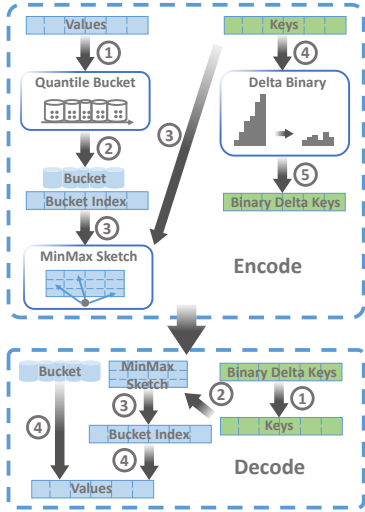 Values
Keys
①
④
Quantile Bucket
Delta Binary
③
②
⑤
Bucket
Bucket Index
Binary Delta Keys
③
MinMax Sketch
Encode
Bucket
MinMax
Sketch
Binary Delta Keys
③
②
①
④
Bucket Index
Keys
④
Decode
Values